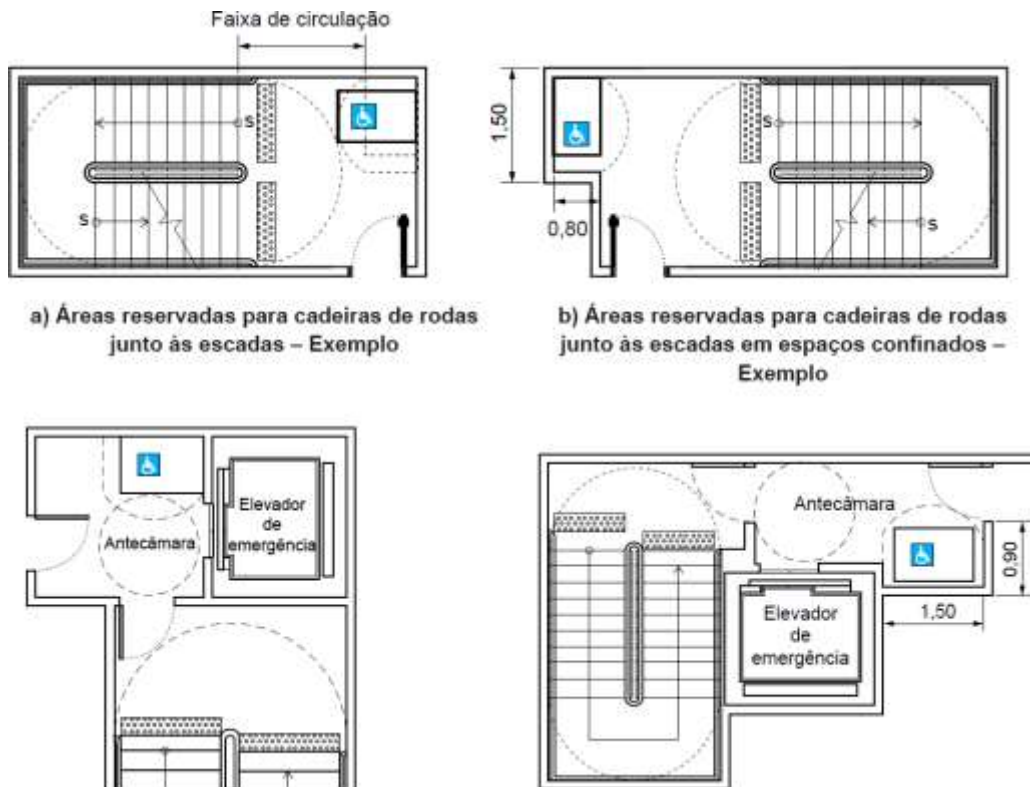 Faixa de circulação
S
S
1,50
0,80
S
S
a) Áreas reservadas para cadeiras de rodas
junto às escadas – Exemplo
b) Áreas reservadas para cadeiras de rodas
junto às escadas em espaços confinados –
Exemplo
Antecâmara
Elevador
de
emergência
Antecâmara
0,90
1,50
Elevador
de
emergência